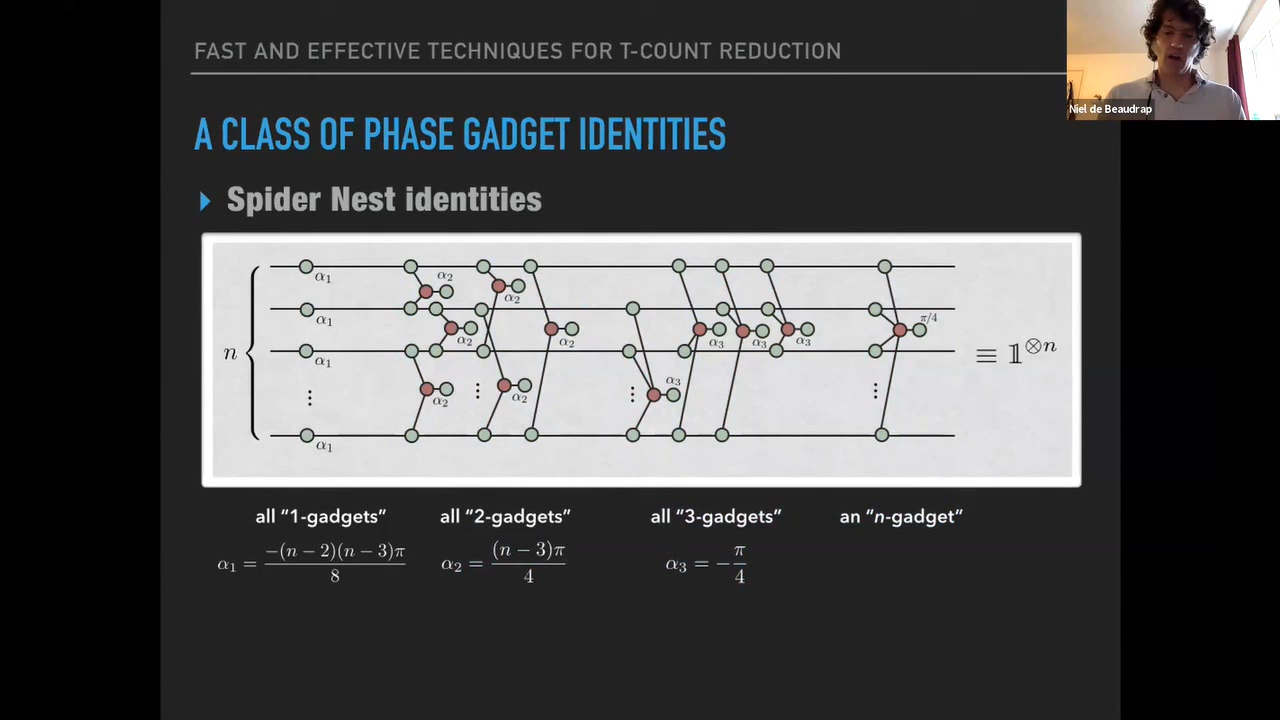 FAST AND EFFECTIVE TECHNIQUES FOR T-COUNT REDUCTION
Niel de Beaudrap
A CLASS OF PHASE GADGET IDENTITIES
Spider Nest identities
n
α₁
α₁
α₁
⋮
α₁
α₂
α₂
α₂
⋮
α₂
α₂
α₂
⋮
α₃
α₃
α₃
α₃
π/4
⋮
≡ 𝟙^{⊗n}
all “1-gadgets” all “2-gadgets” all “3-gadgets” an “n-gadget”
α₁ = −(n − 2)(n − 3)π / 8 α₂ = (n − 3)π / 4 α₃ = − π / 4